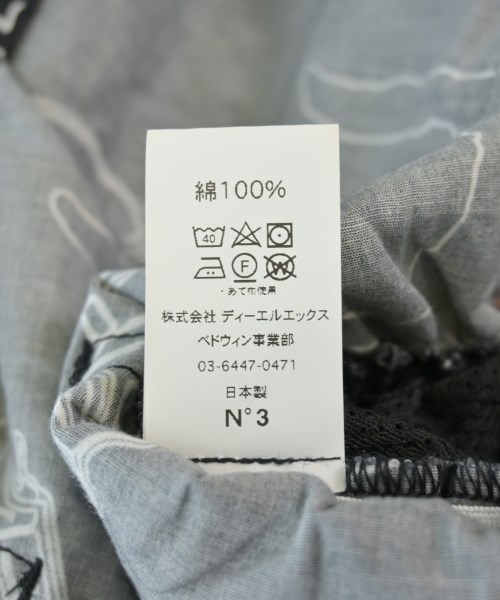 綿100%
40
F W
・あて布使用
株式会社 ディーエルエックス
ベドウィン事業部
03-6447-0471
日本製
N°3